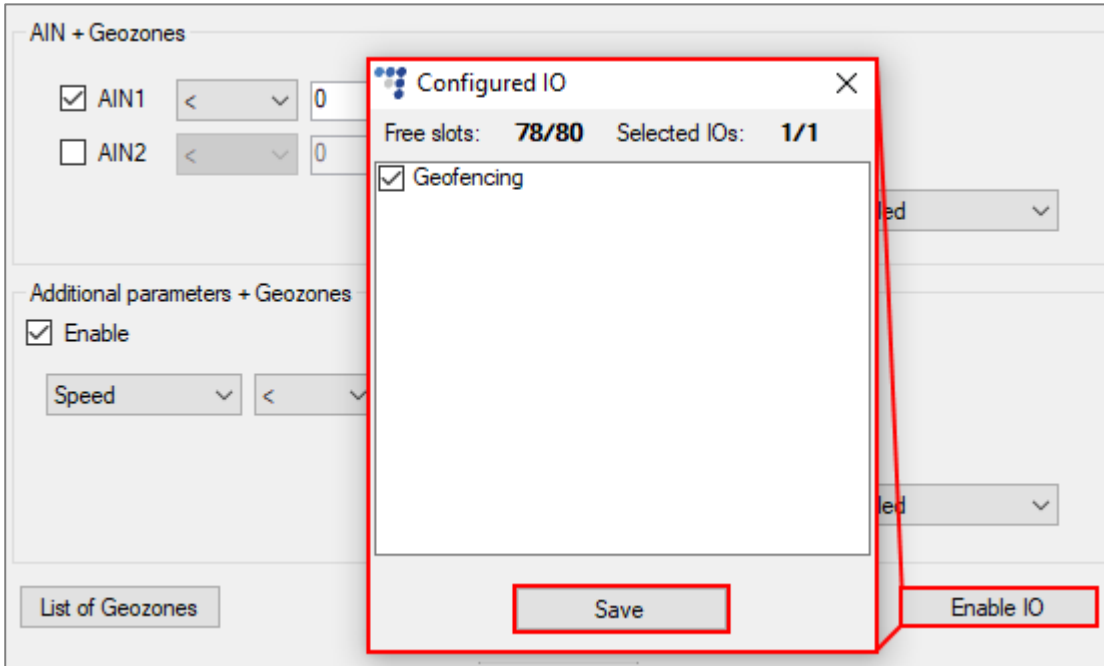 AIN + Geozones
AIN1 < 0
AIN2 < 0
Additional parameters + Geozones
Enable
Speed <
List of Geozones
Enable IO
Configured IO
Free slots: 78/80 Selected IOs: 1/1
Geofencing
Save